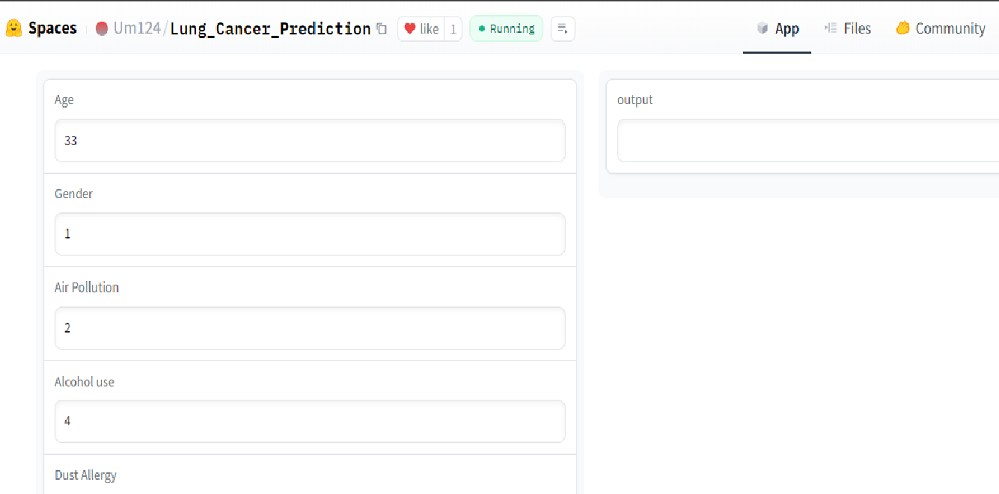 Spaces Um124/Lung_Cancer_Prediction like 1 Running App Files Community
Age
33
Gender
1
Air Pollution
2
Alcohol use
4
Dust Allergy
output